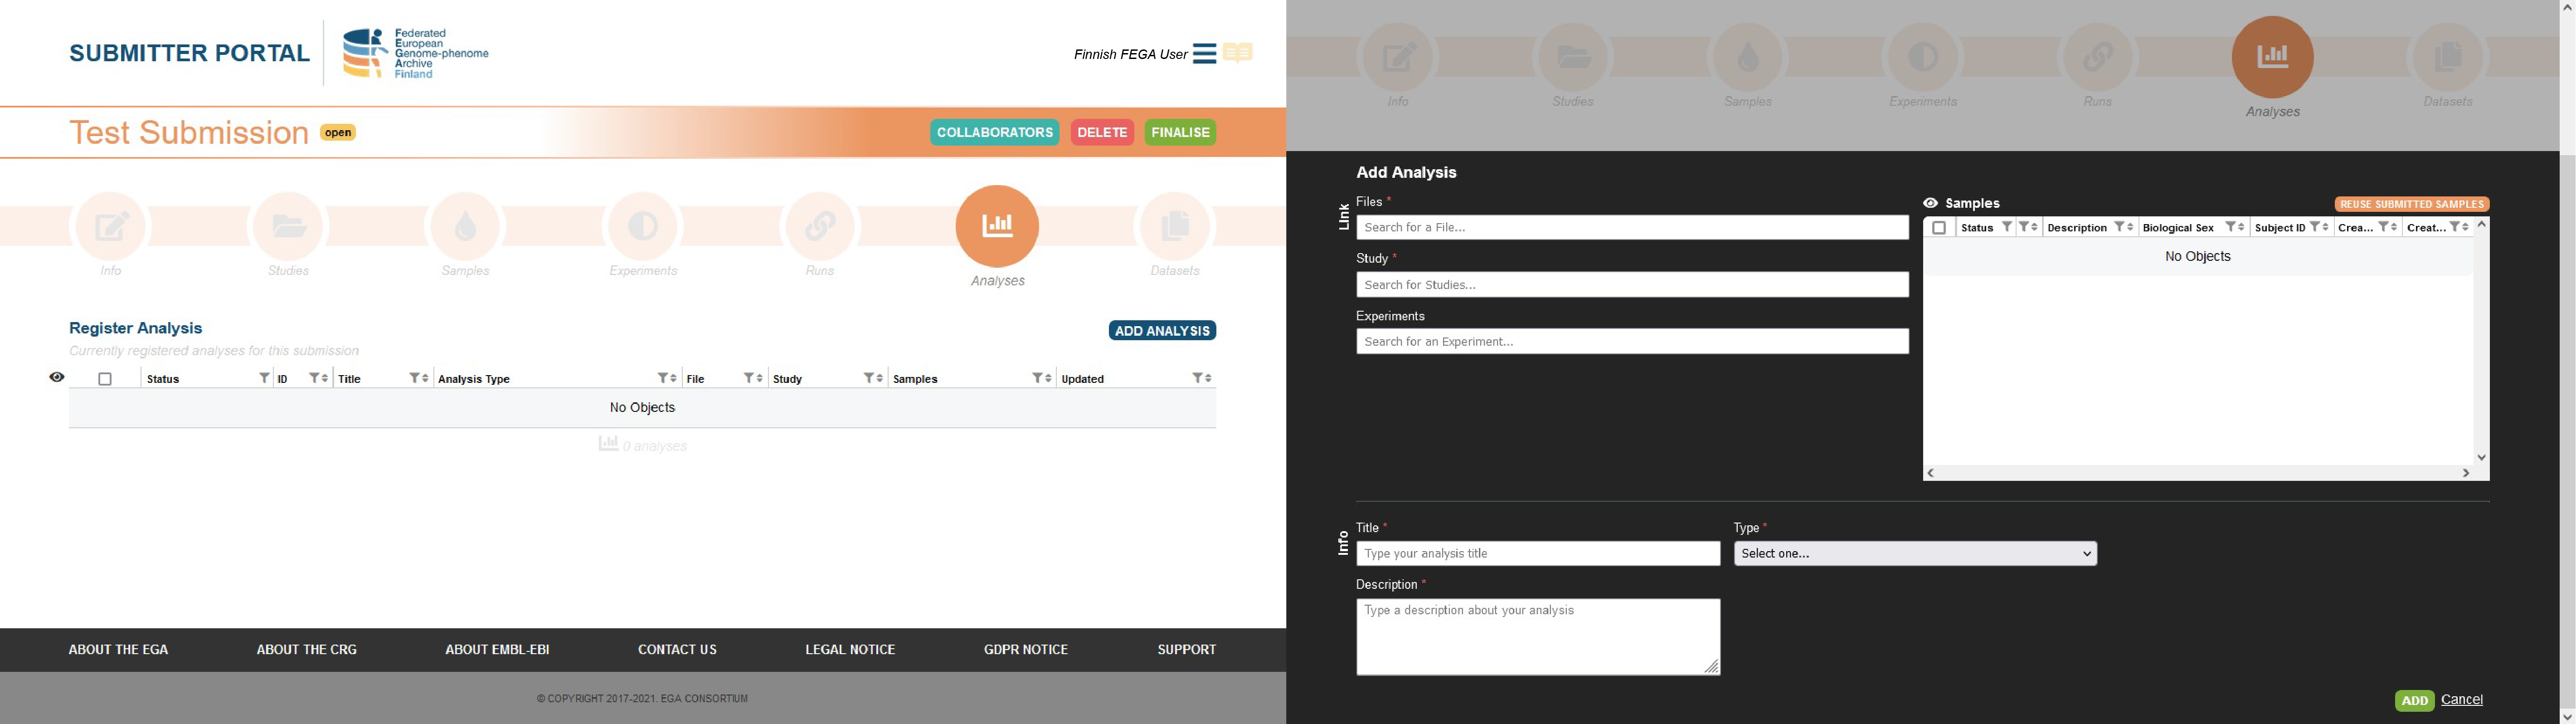 SUBMITTER PORTAL
Federated
European
Genome-phenome
Archive
Finland
Finnish FEGA User
Test Submission open
COLLABORATORS DELETE FINALISE
Info Studies Samples Experiments Runs Analyses Datasets
Register Analysis
ADD ANALYSIS
Currently registered analyses for this submission
Status ID Title Analysis Type File Study Samples Updated
No Objects
0 analyses
ABOUT THE EGA ABOUT THE CRG ABOUT EMBL-EBI CONTACT US LEGAL NOTICE GDPR NOTICE SUPPORT
© COPYRIGHT 2017-2021. EGA CONSORTIUM
Info Studies Samples Experiments Runs Analyses Datasets
Add Analysis
Link
Files *
Search for a File...
Study *
Search for Studies...
Experiments
Search for an Experiment...
Samples
REUSE SUBMITTED SAMPLES
Status Description Biological Sex Subject ID Crea... Creat...
No Objects
Info
Title *
Type your analysis title
Type *
Select one...
Description *
Type a description about your analysis
ADD Cancel